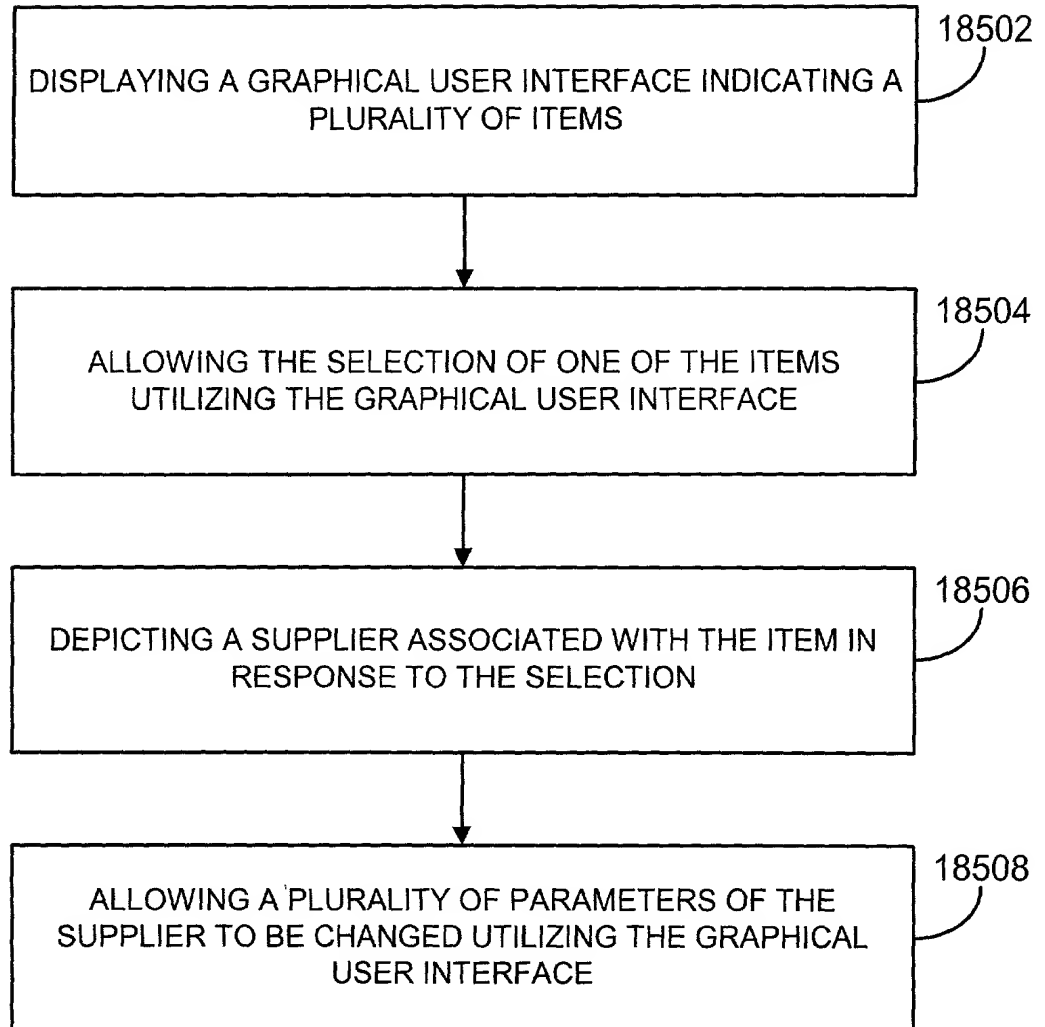 18502
DISPLAYING A GRAPHICAL USER INTERFACE INDICATING A
PLURALITY OF ITEMS
18504
ALLOWING THE SELECTION OF ONE OF THE ITEMS
UTILIZING THE GRAPHICAL USER INTERFACE
18506
DEPICTING A SUPPLIER ASSOCIATED WITH THE ITEM IN
RESPONSE TO THE SELECTION
18508
ALLOWING A PLURALITY OF PARAMETERS OF THE
SUPPLIER TO BE CHANGED UTILIZING THE GRAPHICAL
USER INTERFACE